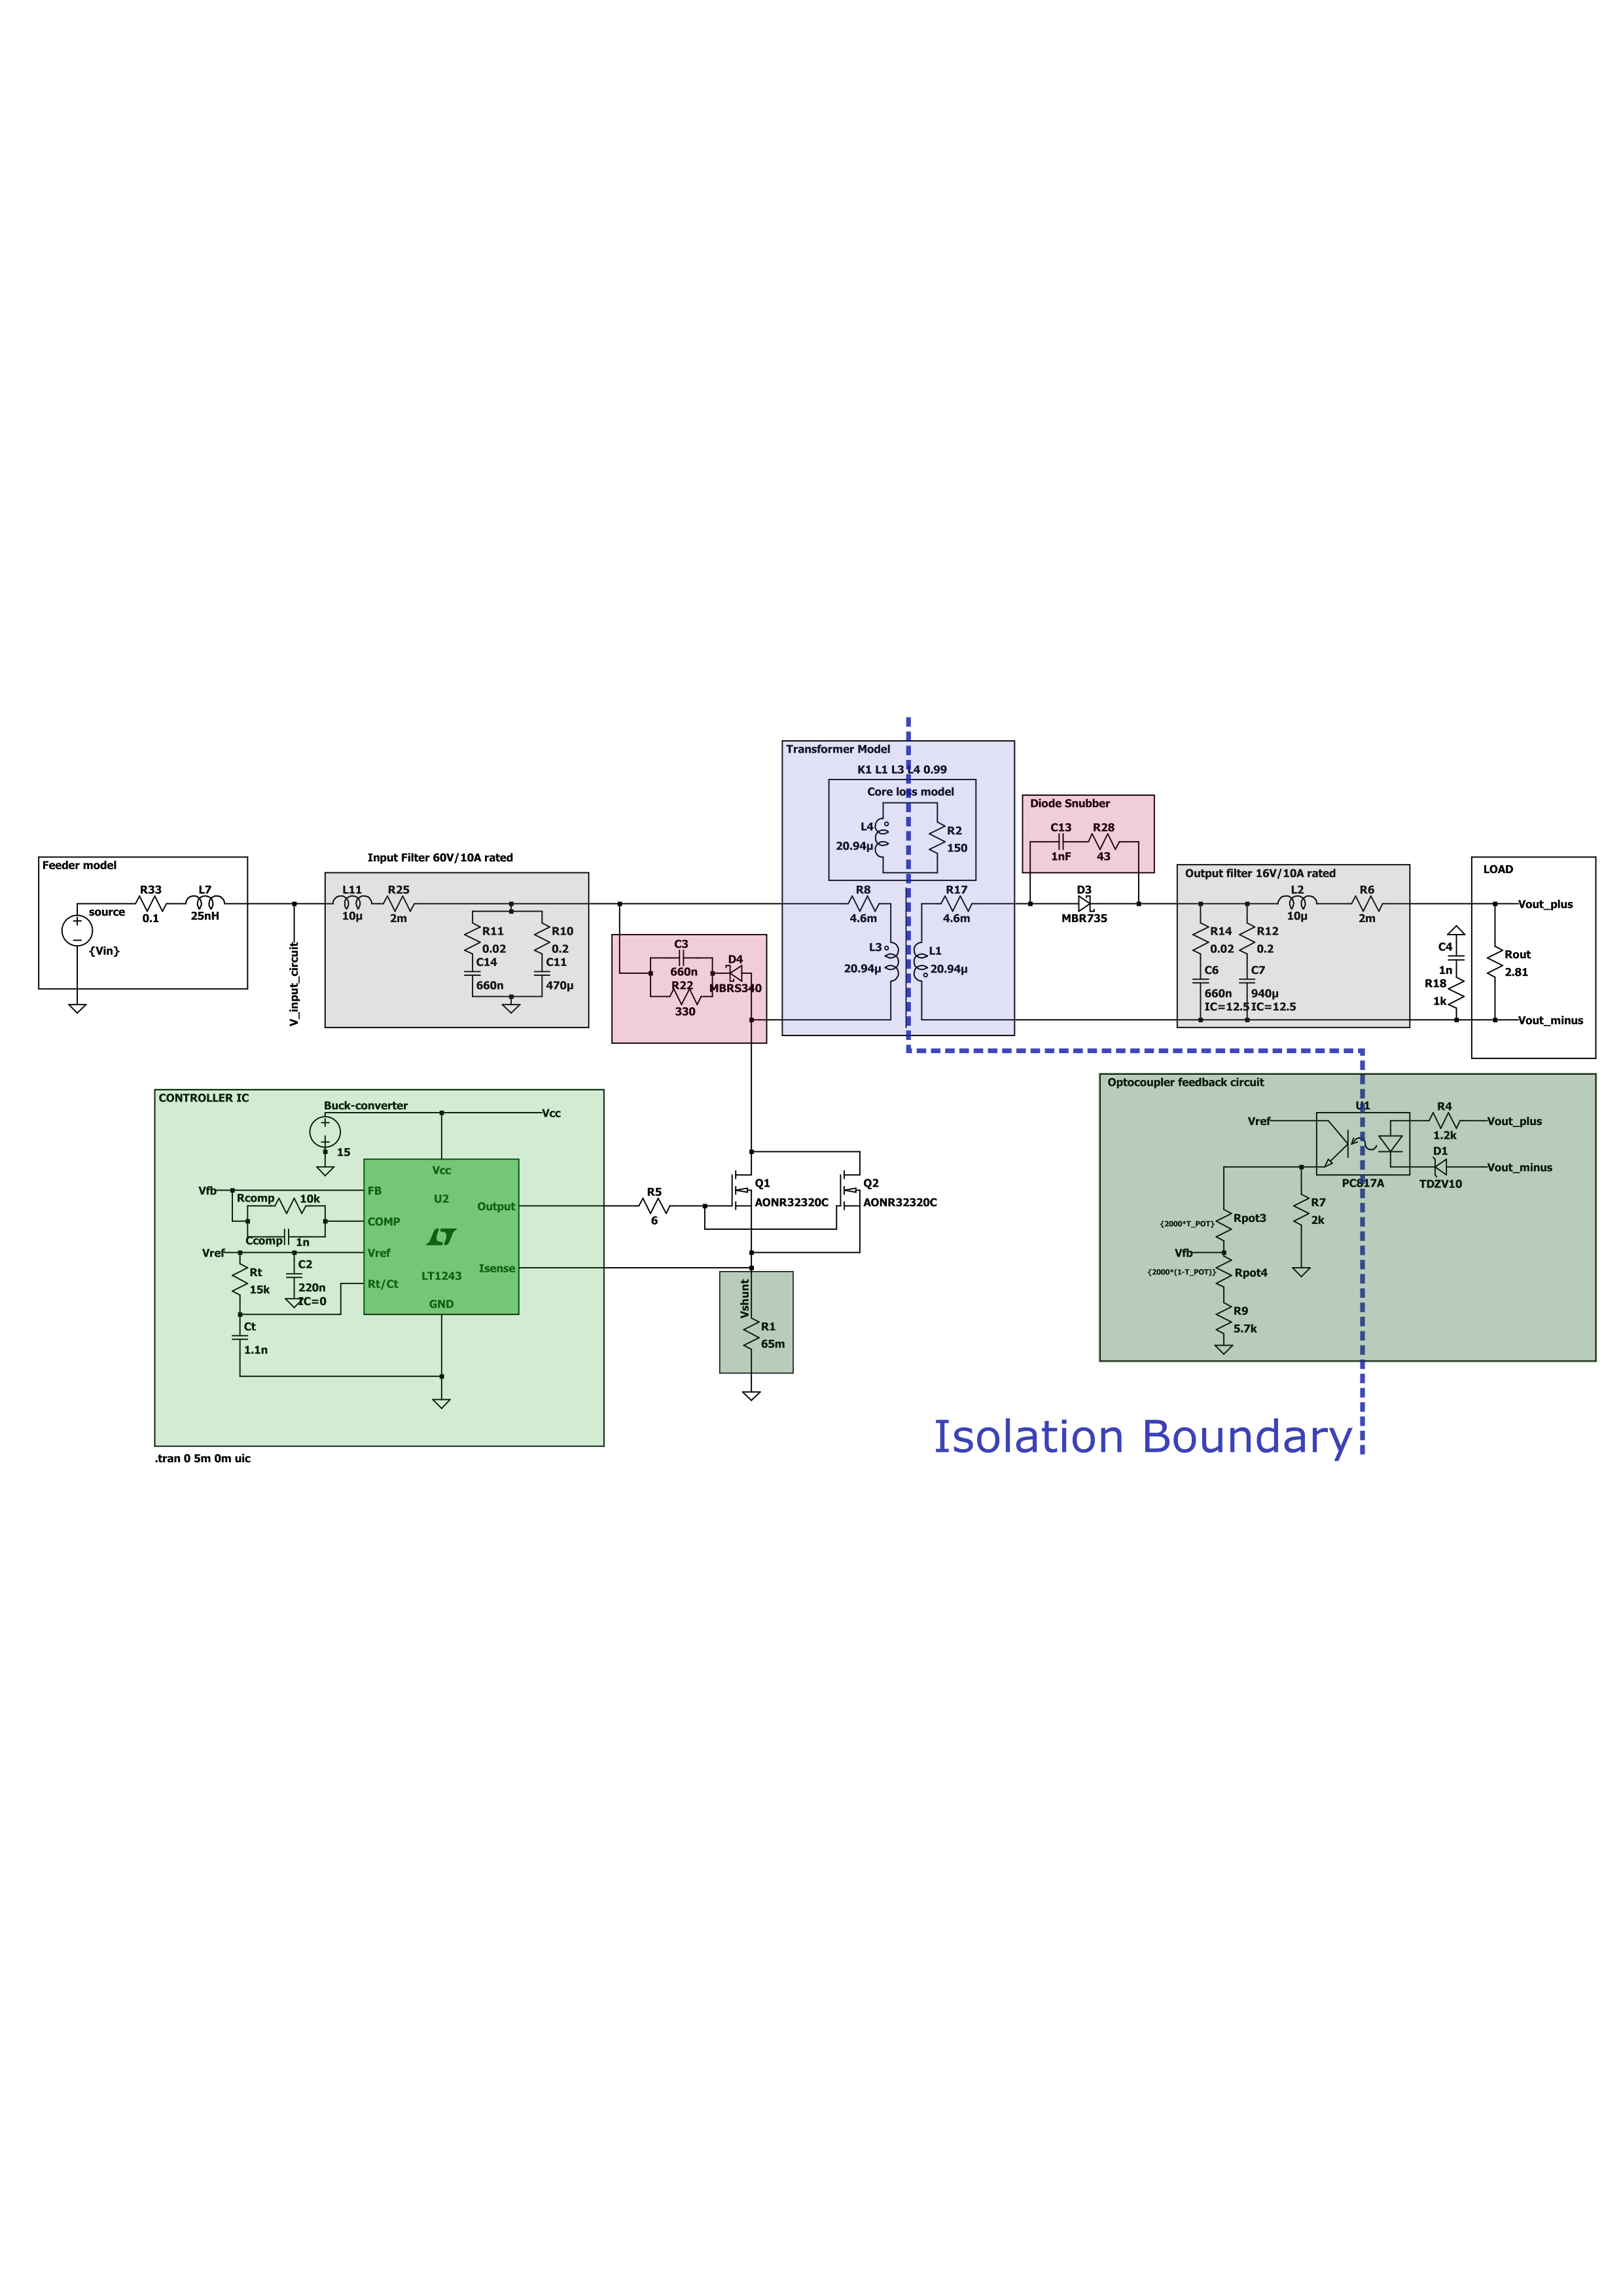 Transformer Model
K1 L1 L3 L4 0.99
Core loss model
L4
20.94µ
R2
150
Diode Snubber
C13
R28
1nF
43
Feeder model
R33
L7
0.1
25nH
source
{Vin}
V_input_circuit
Input Filter 60V/10A rated
L11
R25
10µ
2m
R11
0.02
C14
660n
R10
0.2
C11
470µ
C3
660n
D4
MBRS340
R22
330
R8
4.6m
R17
4.6m
L3
20.94µ
L1
20.94µ
D3
MBR735
Output filter 16V/10A rated
L2
R6
10µ
2m
R14
0.02
C6
660n
IC=12.5
R12
0.2
C7
940µ
IC=12.5
C4
1n
R18
1k
LOAD
Rout
2.81
Vout_plus
Vout_minus
CONTROLLER IC
Buck-converter
Vcc
15
Vcc
Vfb
FB
U2
Rcomp
10k
COMP
Ccomp
1n
Output
Vref
Vref
Rt
15k
C2
220n
IC=0
Rt/Ct
LT1243
Isense
GND
Ct
1.1n
.tran 0 5m 0m uic
R5
6
Q1
AONR32320C
Q2
AONR32320C
Vshunt
R1
65m
Optocoupler feedback circuit
U1
Vref
R4
1.2k
Vout_plus
D1
Vout_minus
PC817A
TDZV10
R7
2k
{2000*T_POT}
Rpot3
Vfb
{2000*(1-T_POT)}
Rpot4
R9
5.7k
Isolation Boundary